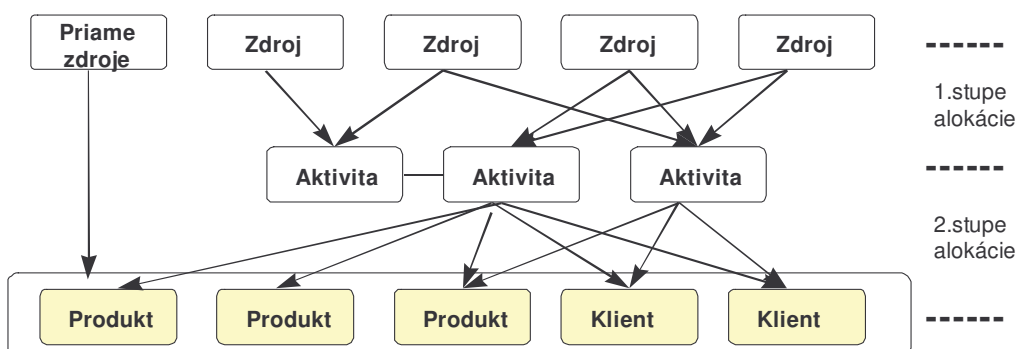 Priame
zdroje
Zdroj
Zdroj
Zdroj
Zdroj
1.stupe
alokácie
Aktivita
Aktivita
Aktivita
2.stupe
alokácie
Produkt
Produkt
Produkt
Klient
Klient